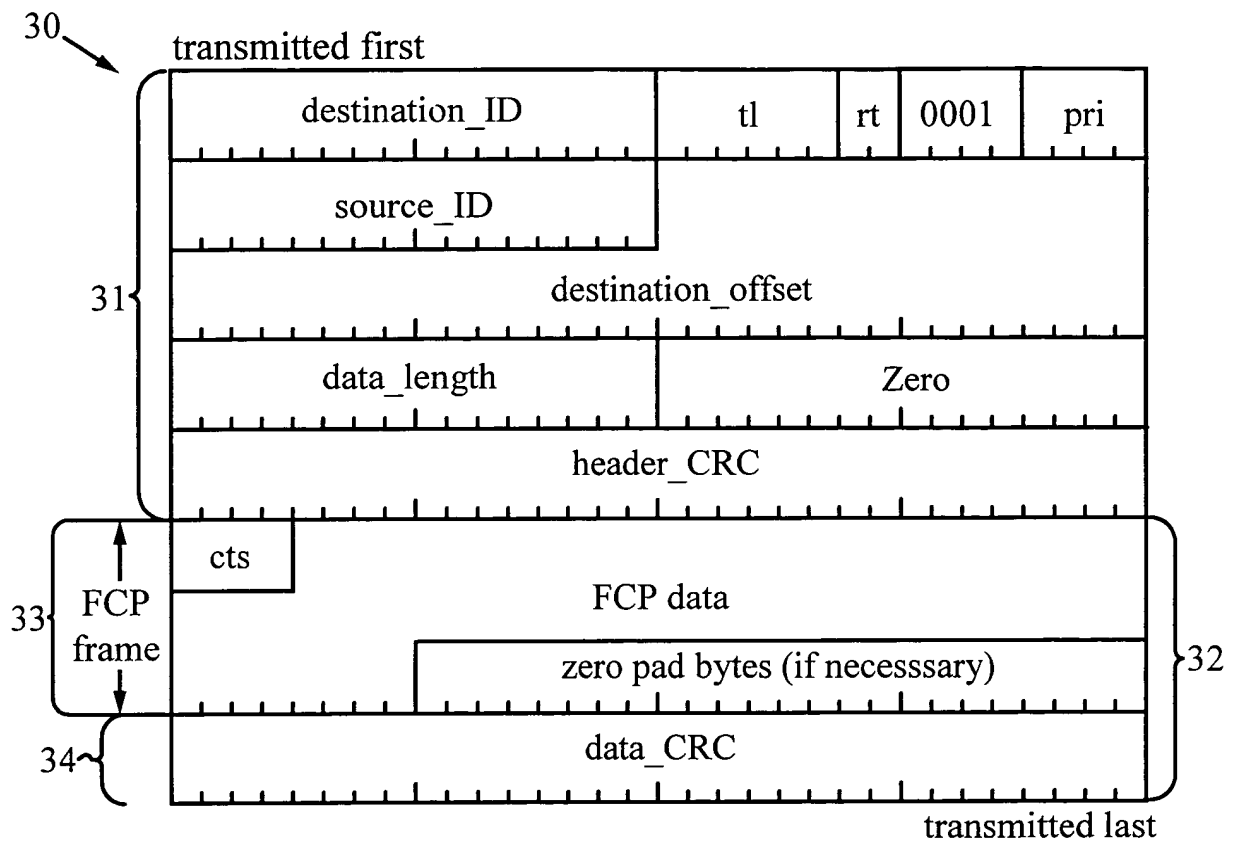 30
transmitted first
destination_ID tl rt 0001 pri
source_ID
31
destination_offset
data_length Zero
header_CRC
cts
33
FCP
frame
FCP data
zero pad bytes (if necesssary)
32
34
data_CRC
transmitted last